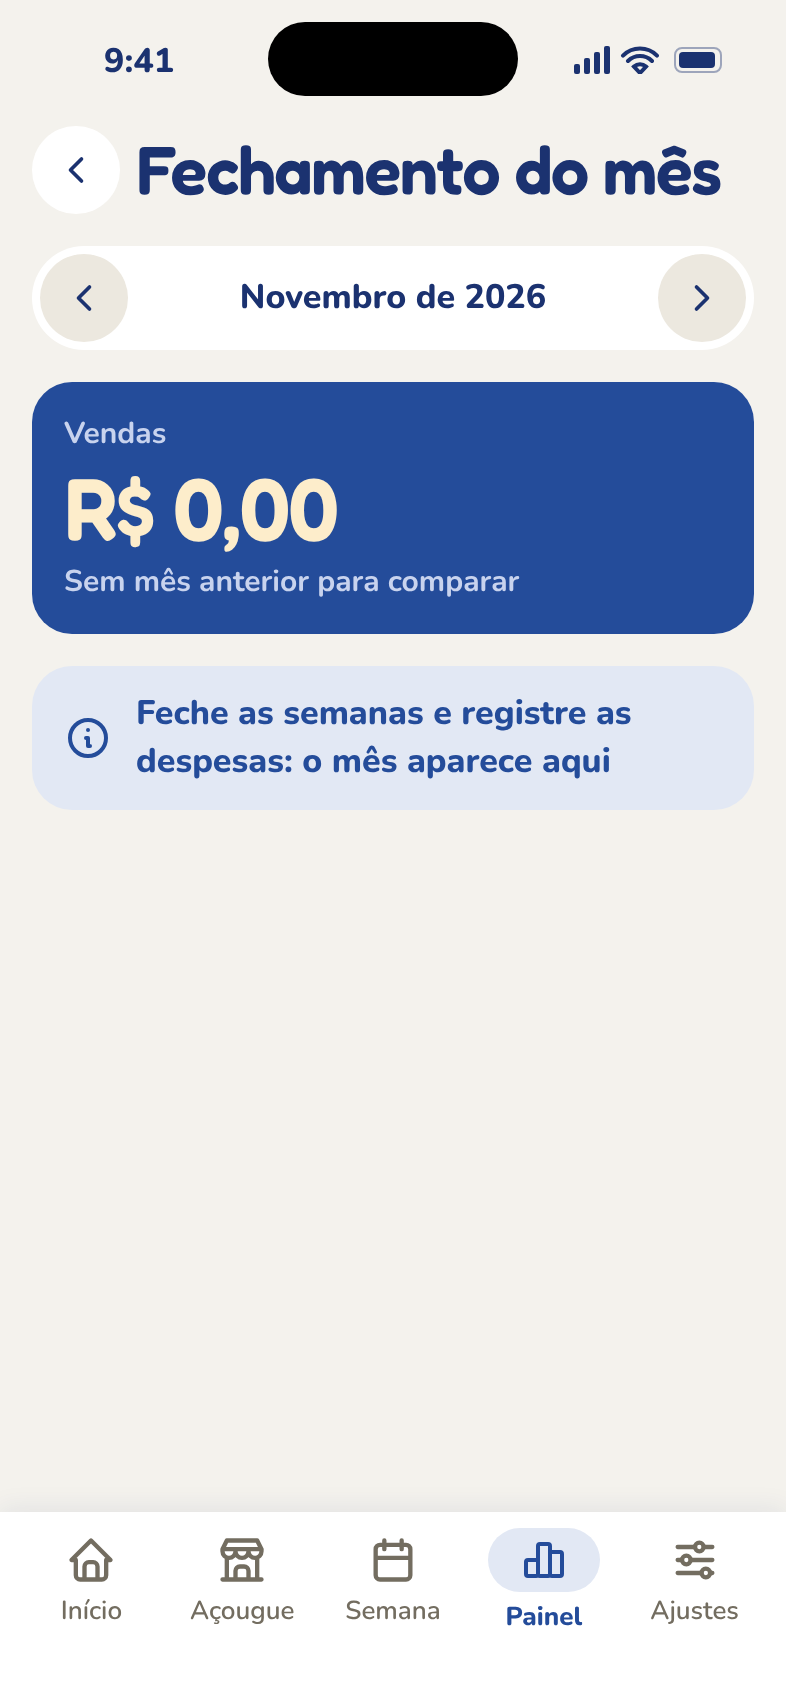 9:41
Fechamento do mês
Novembro de 2026
Vendas
R$ 0,00
Sem mês anterior para comparar
Feche as semanas e registre as
despesas: o mês aparece aqui
Início
Açougue
Semana
Painel
Ajustes